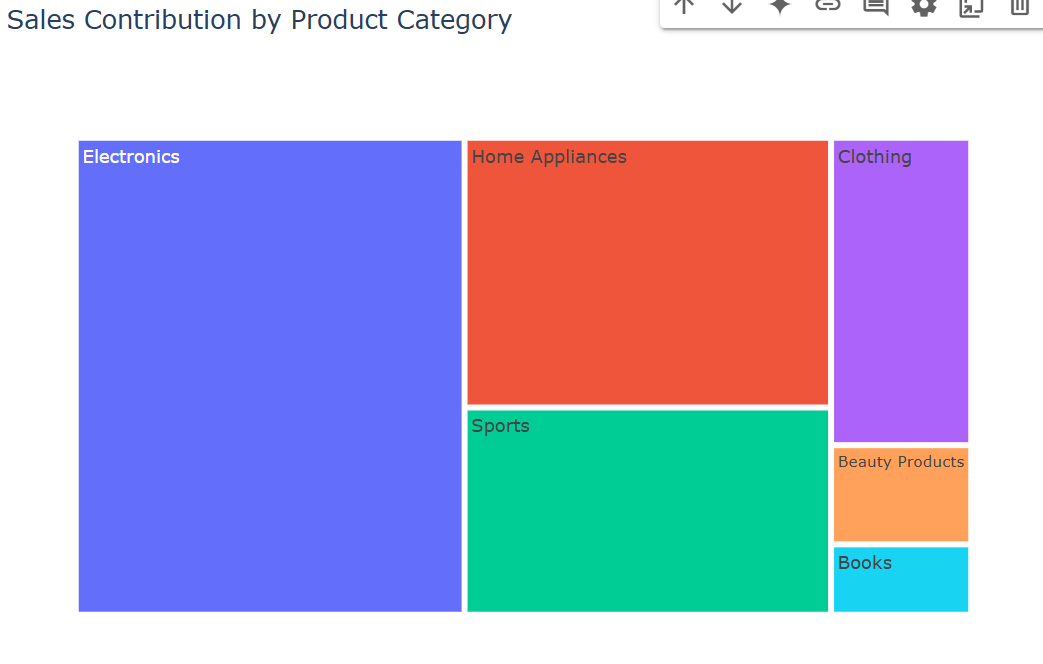 Sales Contribution by Product Category
Electronics
Home Appliances
Clothing
Sports
Beauty Products
Books